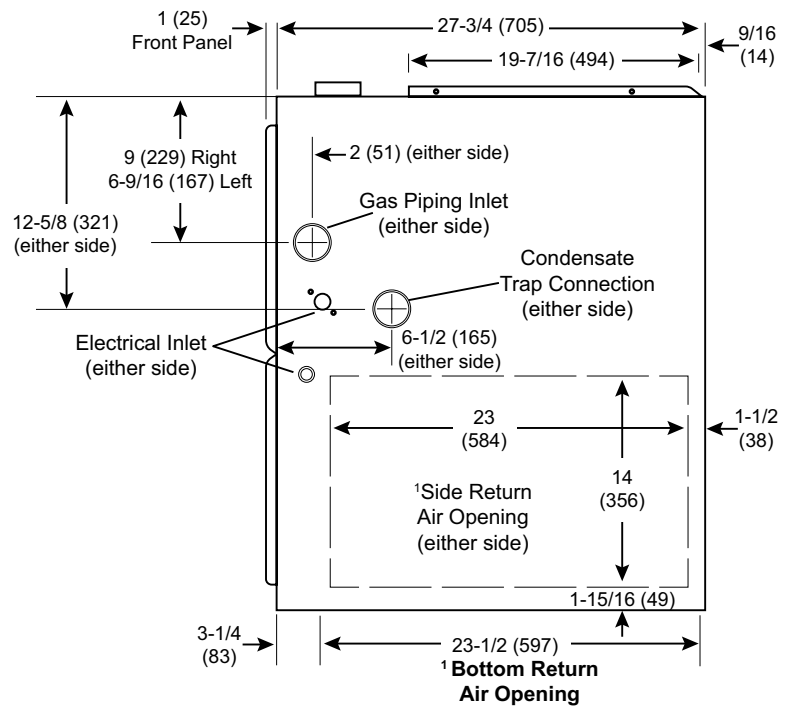 1 (25)
Front Panel
27-3/4 (705)
9/16
(14)
19-7/16 (494)
9 (229) Right
6-9/16 (167) Left
2 (51) (either side)
12-5/8 (321)
(either side)
Gas Piping Inlet
(either side)
Condensate
Trap Connection
(either side)
Electrical Inlet
(either side)
6-1/2 (165)
(either side)
23
(584)
1-1/2
(38)
14
(356)
¹Side Return
Air Opening
(either side)
1-15/16 (49)
3-1/4
(83)
23-1/2 (597)
¹ Bottom Return
Air Opening